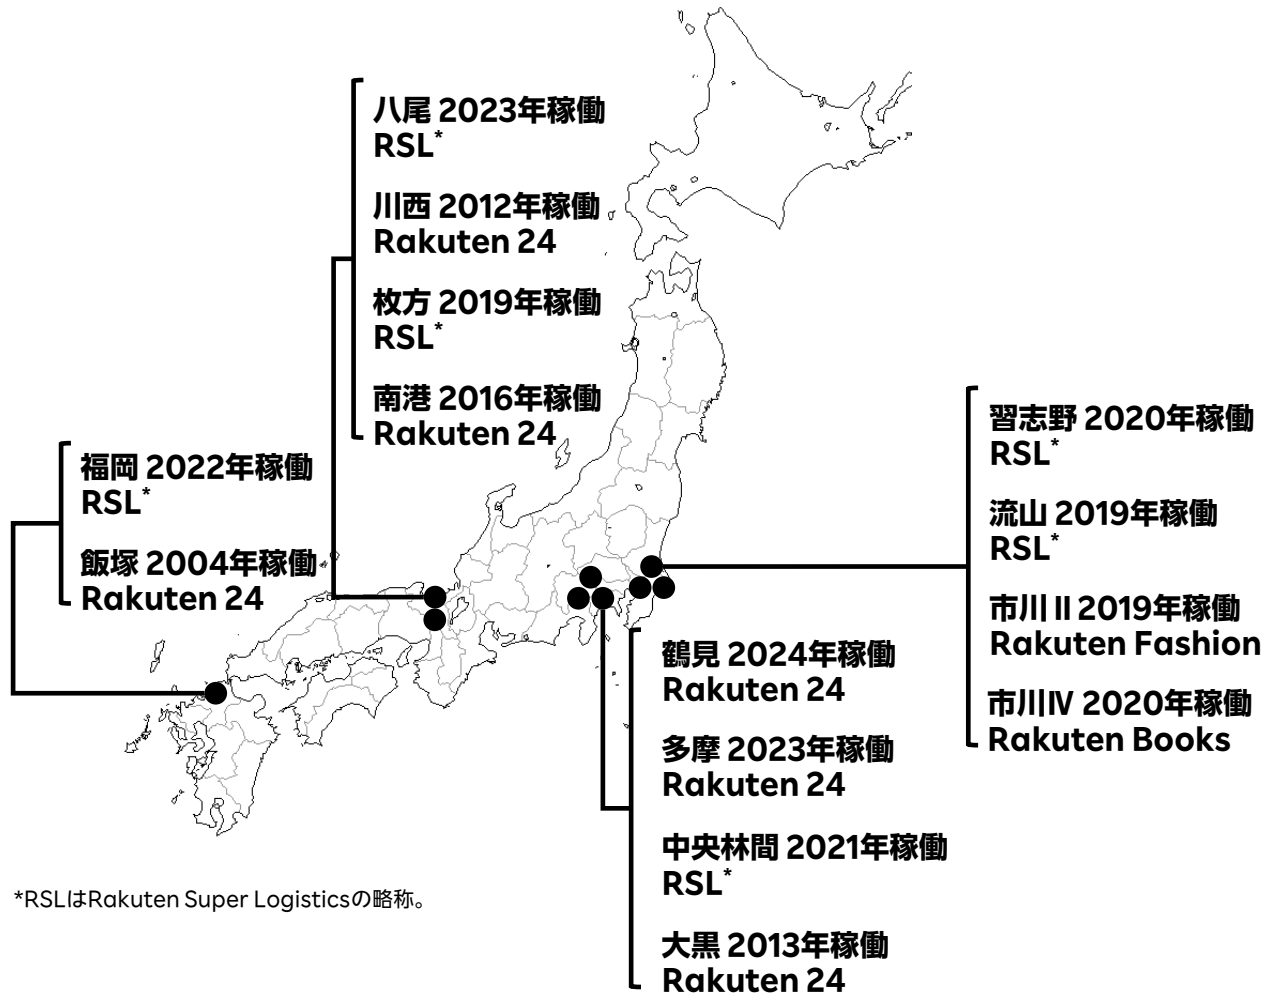 八尾 2023年稼働
RSL*
川西 2012年稼働
Rakuten 24
枚方 2019年稼働
RSL*
南港 2016年稼働
Rakuten 24
福岡 2022年稼働
RSL*
飯塚 2004年稼働
Rakuten 24
習志野 2020年稼働
RSL*
流山 2019年稼働
RSL*
市川Ⅱ 2019年稼働
Rakuten Fashion
市川Ⅳ 2020年稼働
Rakuten Books
鶴見 2024年稼働
Rakuten 24
多摩 2023年稼働
Rakuten 24
中央林間 2021年稼働
RSL*
大黒 2013年稼働
Rakuten 24
*RSLはRakuten Super Logisticsの略称。